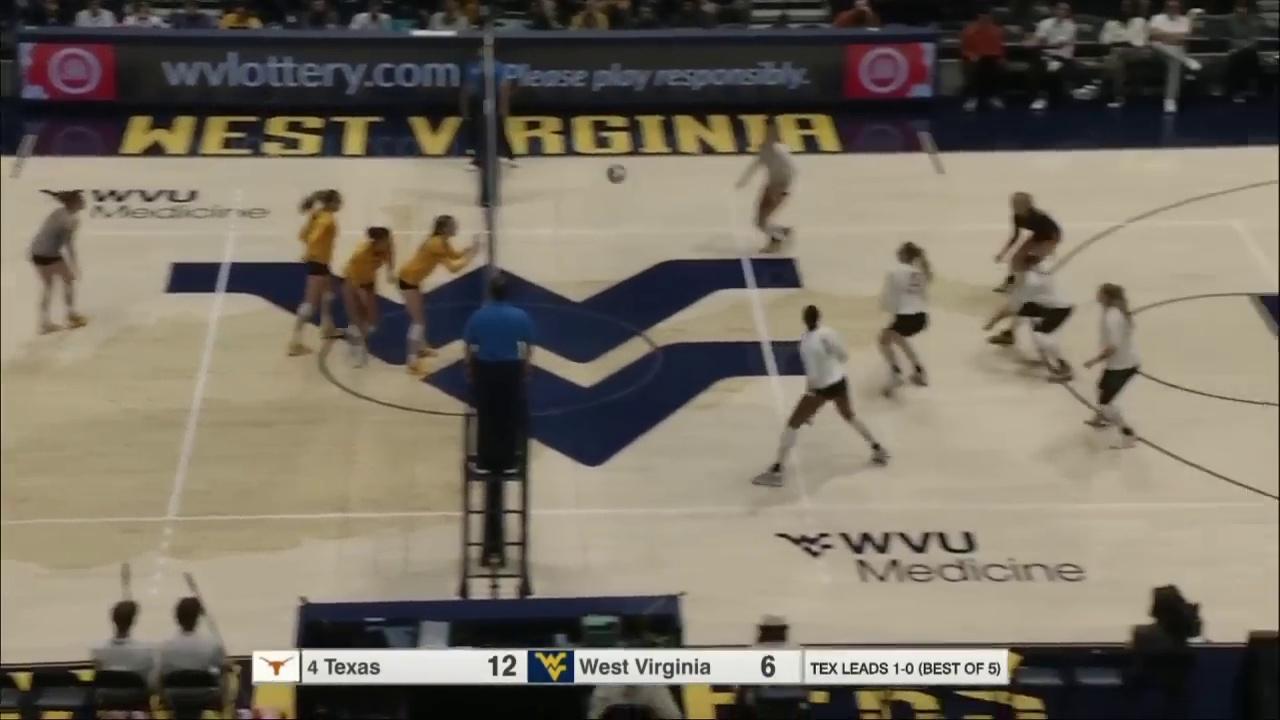 wvlottery.com Please play responsibly.
WEST V RGINIA
WVU
Medicine
WVU
Medicine
4 Texas 12 West Virginia 6 TEX LEADS 1-0 (BEST OF 5)